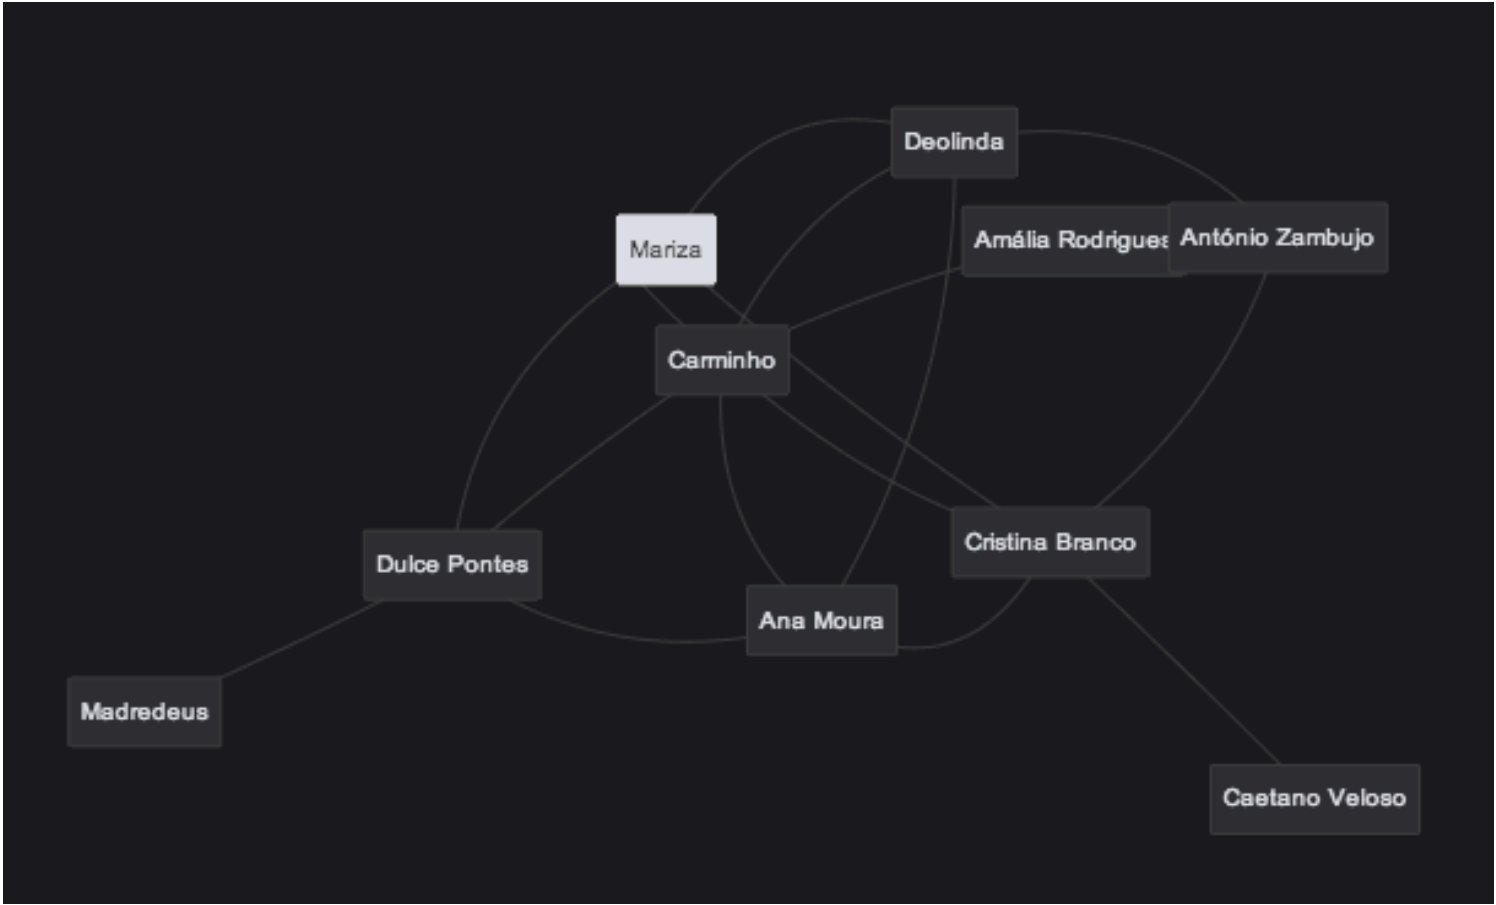 Deolinda
Mariza
Amália Rodrigues
António Zambujo
Carminho
Cristina Branco
Dulce Pontes
Ana Moura
Madredeus
Caetano Veloso